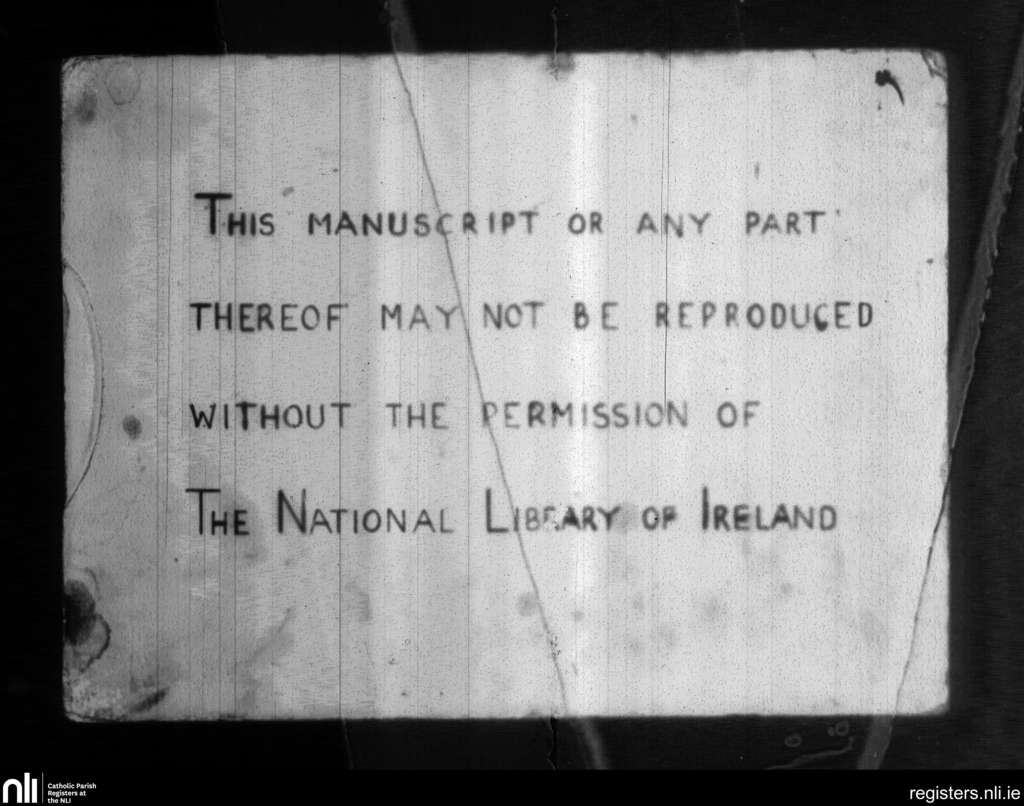 This manuscript or any part
thereof may not be reproduced
without the permission of
The National Library of Ireland
nli Catholic Parish
Registers at
the NLI
registers.nli.ie